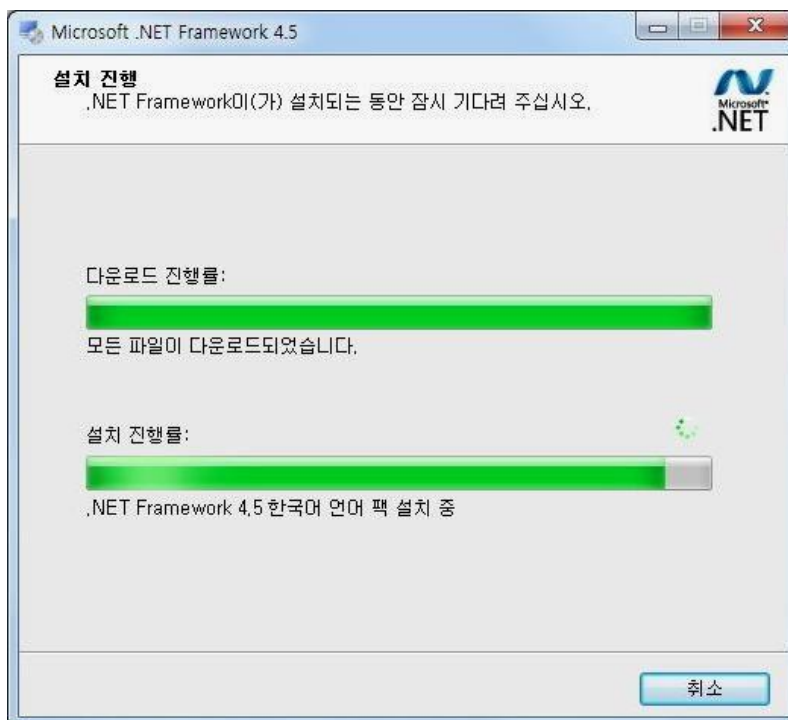 Microsoft .NET Framework 4.5
설치 진행
.NET Framework이(가) 설치되는 동안 잠시 기다려 주십시오.
Microsoft
.NET
다운로드 진행률:
모든 파일이 다운로드되었습니다.
설치 진행률:
.NET Framework 4.5 한국어 언어 팩 설치 중
취소